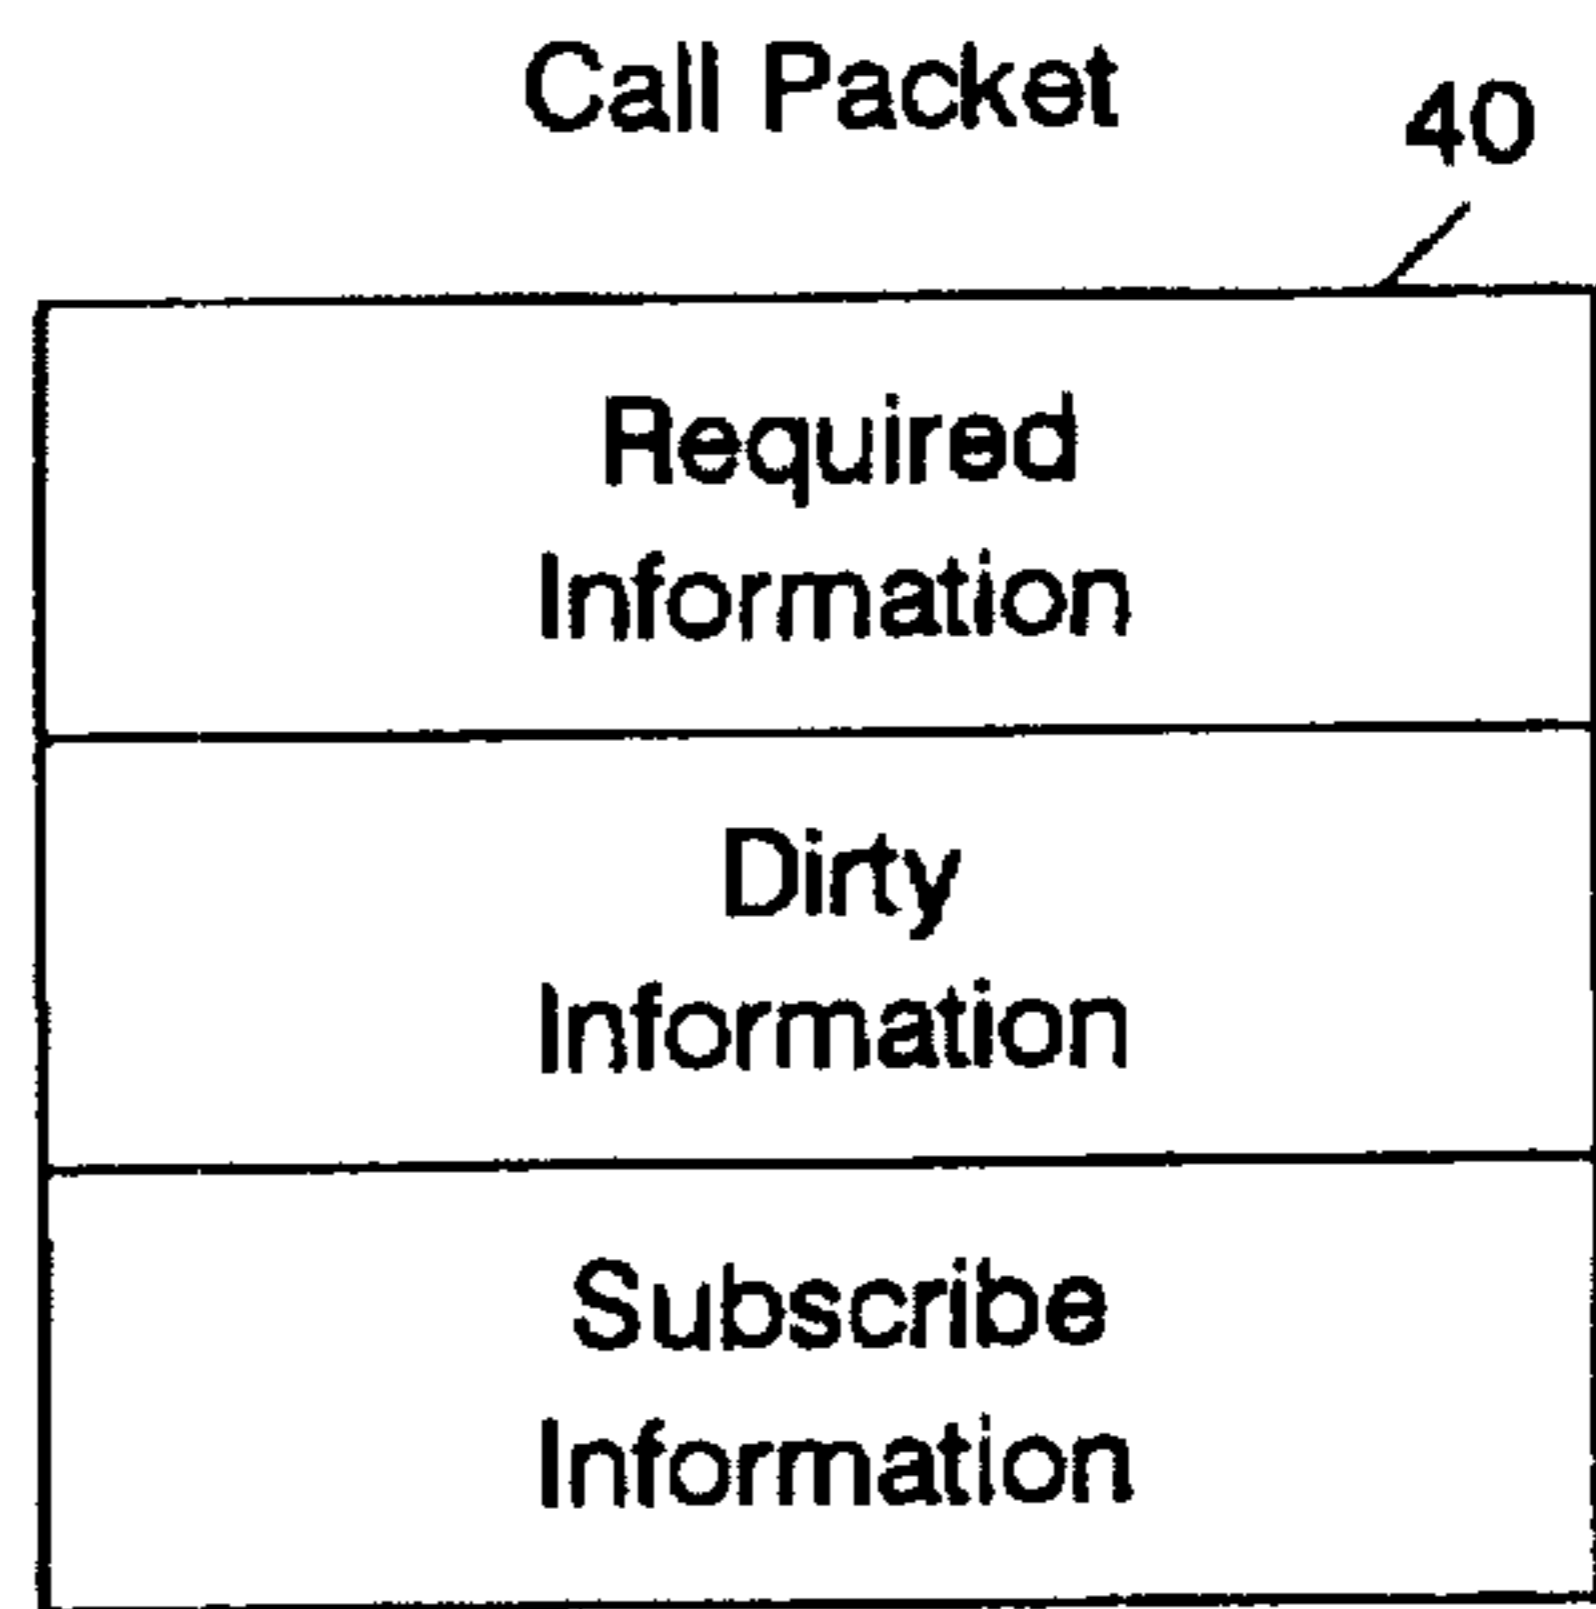 Call Packet
40
Required
Information
Dirty
Information
Subscribe
Information